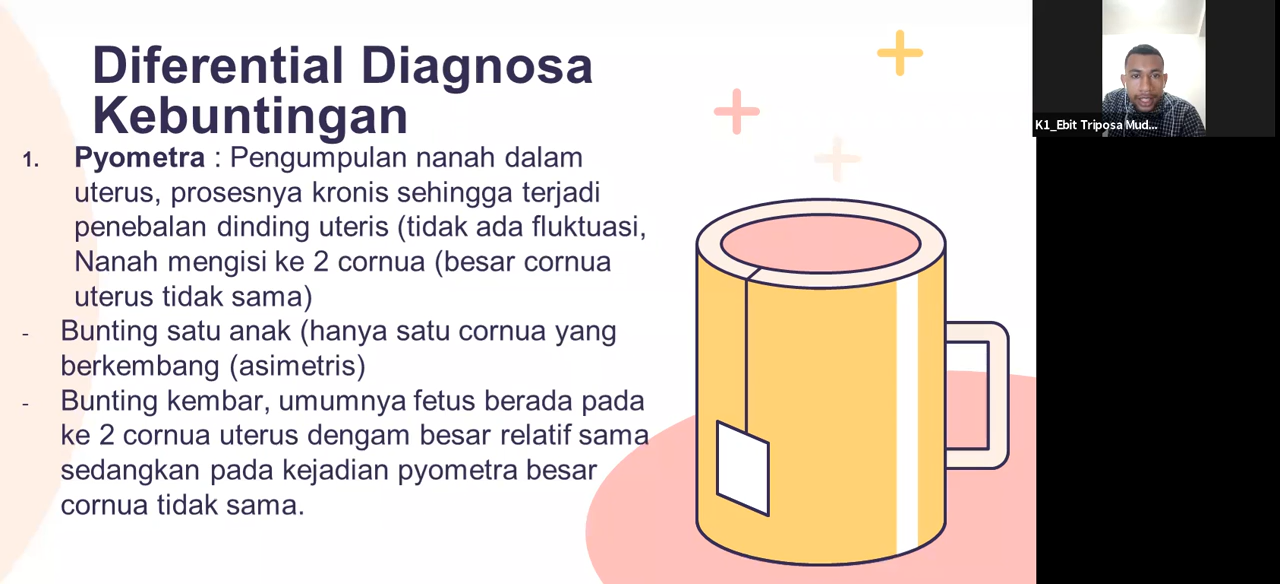 Diferential Diagnosa
Kebuntingan
1. Pyometra : Pengumpulan nanah dalam
uterus, prosesnya kronis sehingga terjadi
penebalan dinding uteris (tidak ada fluktuasi,
Nanah mengisi ke 2 cornua (besar cornua
uterus tidak sama)
- Bunting satu anak (hanya satu cornua yang
berkembang (asimetris)
- Bunting kembar, umumnya fetus berada pada
ke 2 cornua uterus dengam besar relatif sama
sedangkan pada kejadian pyometra besar
cornua tidak sama.
K1_Ebit Triposa Mud...